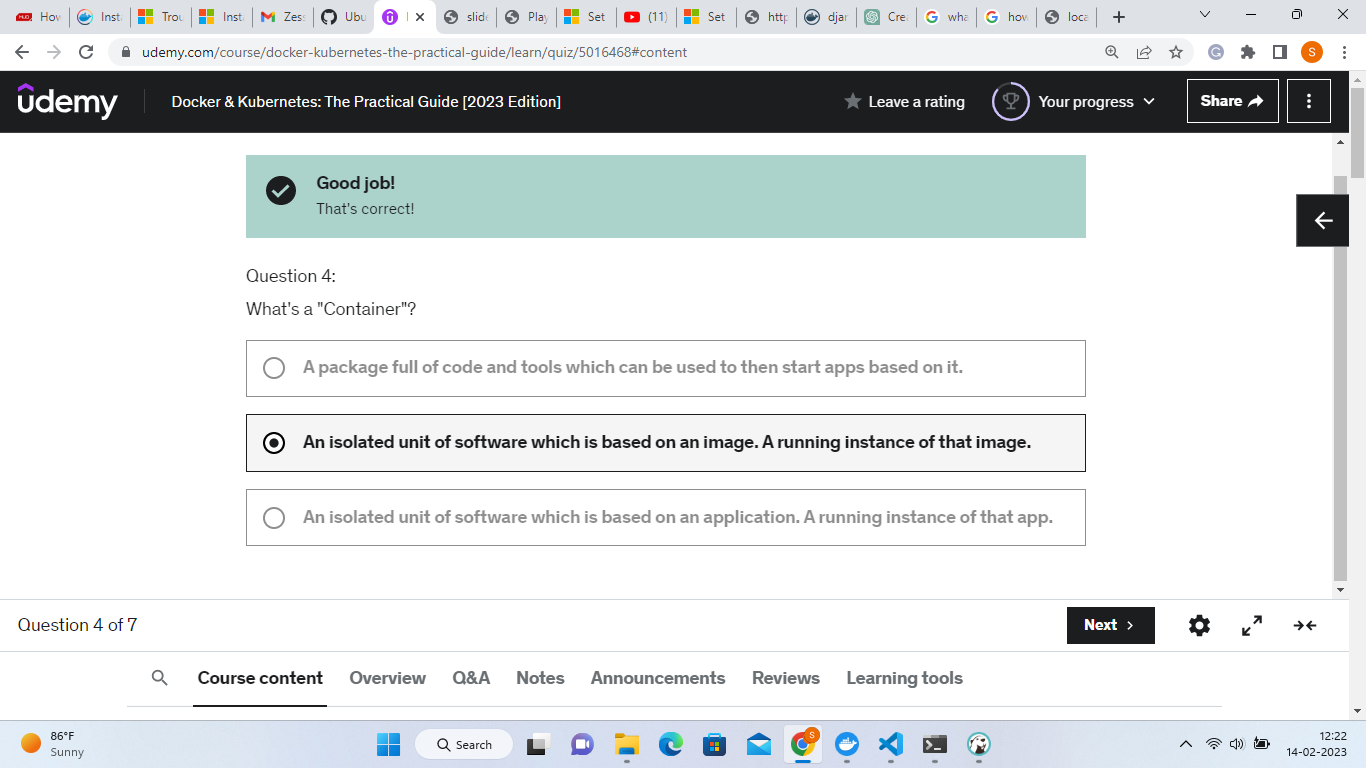 How
Inst
Trou
Inst
Zes
Ubu
slid
Play
Set
(11)
Set
http
djar
Cre
wha
how
loca
udemy.com/course/docker-kubernetes-the-practical-guide/learn/quiz/5016468#content
S
ûdemy
Docker & Kubernetes: The Practical Guide [2023 Edition]
Leave a rating
Your progress
Share
Good job!
That's correct!
Question 4:
What's a "Container"?
A package full of code and tools which can be used to then start apps based on it.
An isolated unit of software which is based on an image. A running instance of that image.
An isolated unit of software which is based on an application. A running instance of that app.
Question 4 of 7
Next
Course content Overview Q&A Notes Announcements Reviews Learning tools
86°F
Sunny
Search
S
12:22
14-02-2023